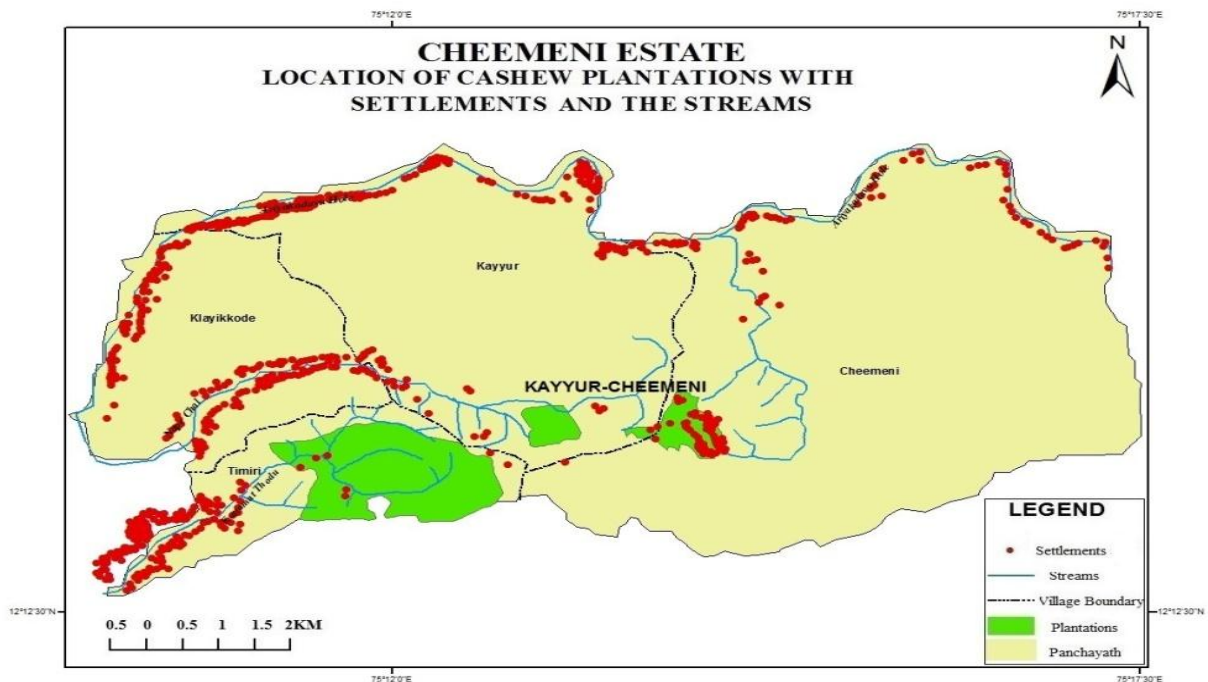 75°12'0"E
75°17'30"E
CHEEMENI ESTATE
LOCATION OF CASHEW PLANTATIONS WITH
SETTLEMENTS AND THE STREAMS
N
Kayyur
Klayikkode
Cheemeni
KAYYUR-CHEEMENI
Timiri
Thodu
LEGEND
Settlements
Streams
Village Boundary
Plantations
Panchayath
12°12'30"N
12°12'30"N
0.5 0 0.5 1 1.5 2KM
75°12'0"E
75°17'30"E